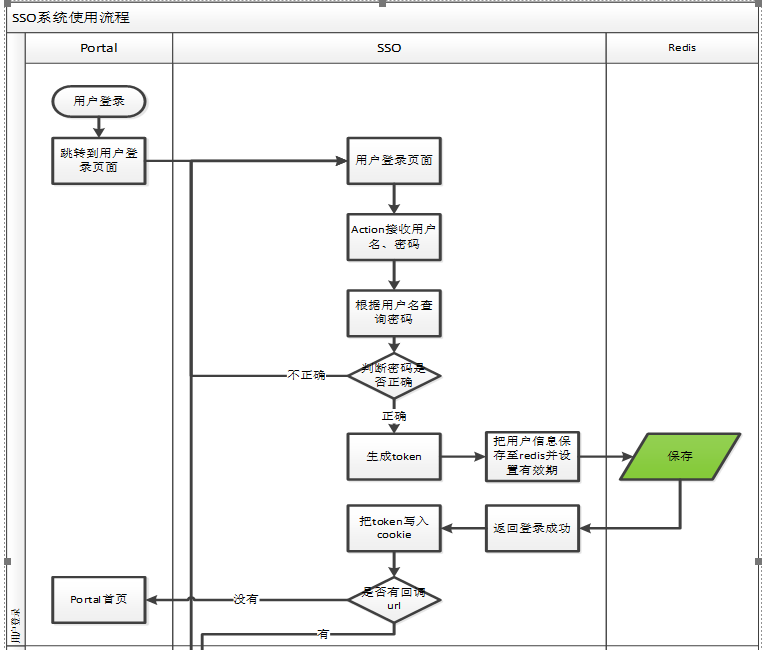 SSO系统使用流程
Portal
SSO
Redis
用户登录
跳转到用户登
录页面
用户登录页面
Action接收用户
名、密码
根据用户名查
询密码
判断密码是
否正确
不正确
正确
生成token
把用户信息保
存至redis并设
置有效期
保存
把token写入
cookie
返回登录成功
是否有回调
url
没有
Portal首页
有
用户登录